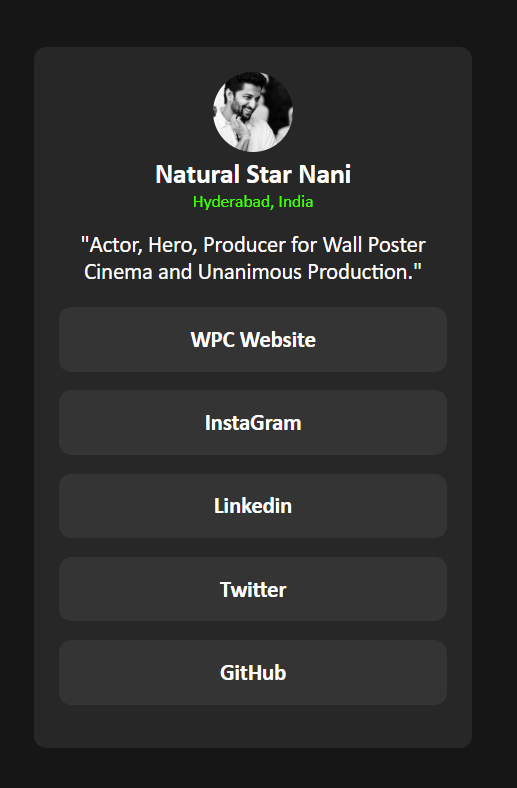 Natural Star Nani
Hyderabad, India
"Actor, Hero, Producer for Wall Poster
Cinema and Unanimous Production."
WPC Website
InstaGram
Linkedin
Twitter
GitHub